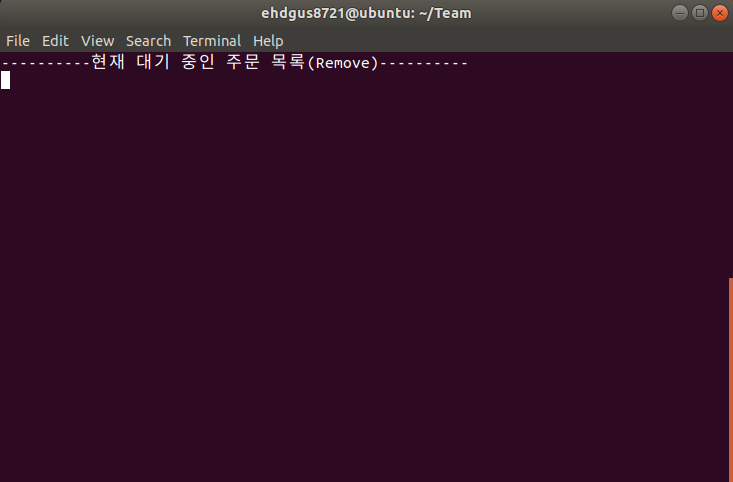 ehdgus8721@ubuntu: ~/Team
File Edit View Search Terminal Help
----------현재 대기 중인 주문 목록(Remove)----------